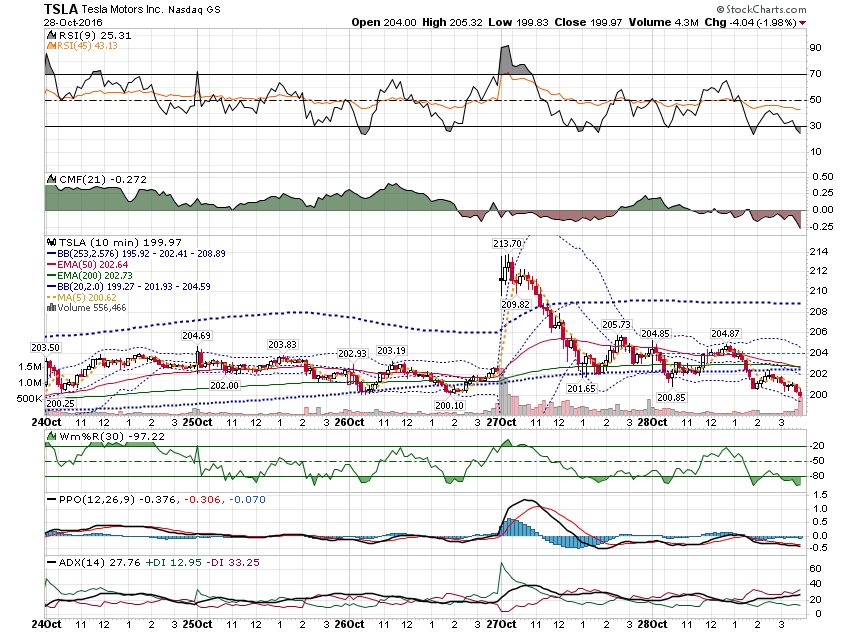 TSLA Tesla Motors Inc. Nasdaq GS
© StockCharts.com
28-Oct-2016
Open 204.00 High 205.32 Low 199.83 Close 199.97 Volume 4.3M Chg -4.04 (-1.98%)
RSI(9) 25.31
RSI(45) 43.13
90
70
50
30
10
CMF(21) -0.272
0.50
0.25
0.00
-0.25
TSLA (10 min) 199.97
BB(253,2.576) 195.92 - 202.41 - 208.89
EMA(50) 202.64
EMA(200) 202.73
BB(20,2.0) 199.27 - 201.93 - 204.59
MA(5) 200.62
Volume 556,466
213.70
209.82
205.73
204.85
204.87
204.69
203.50
203.83
202.93
203.19
202.00
201.65
200.25
200.10
200.85
214
212
210
208
206
204
202
200
1.5M
1.0M
500K
24Oct 11 12 1 2 3 25Oct 11 12 1 2 3 26Oct 11 12 1 2 3 27Oct 11 12 1 2 3 28Oct 11 12 1 2 3
Wm%R(30) -97.22
-20
-50
-80
PPO(12,26,9) -0.376, -0.306, -0.070
1.5
1.0
0.5
0.0
-0.5
ADX(14) 27.76 +DI 12.95 -DI 33.25
60
40
20
0
24Oct 11 12 1 2 3 25Oct 11 12 1 2 3 26Oct 11 12 1 2 3 27Oct 11 12 1 2 3 28Oct 11 12 1 2 3